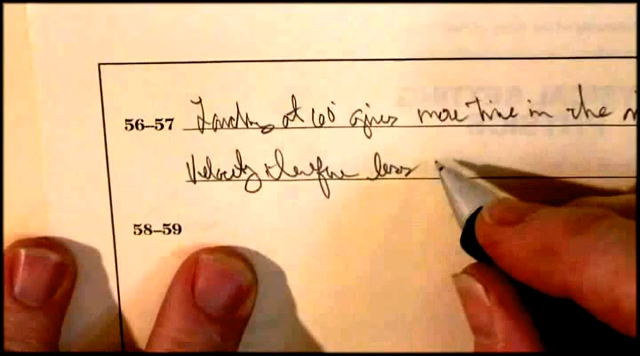 56–57 Landing at 60° gives more time in the
Velocity therefore less
58–59